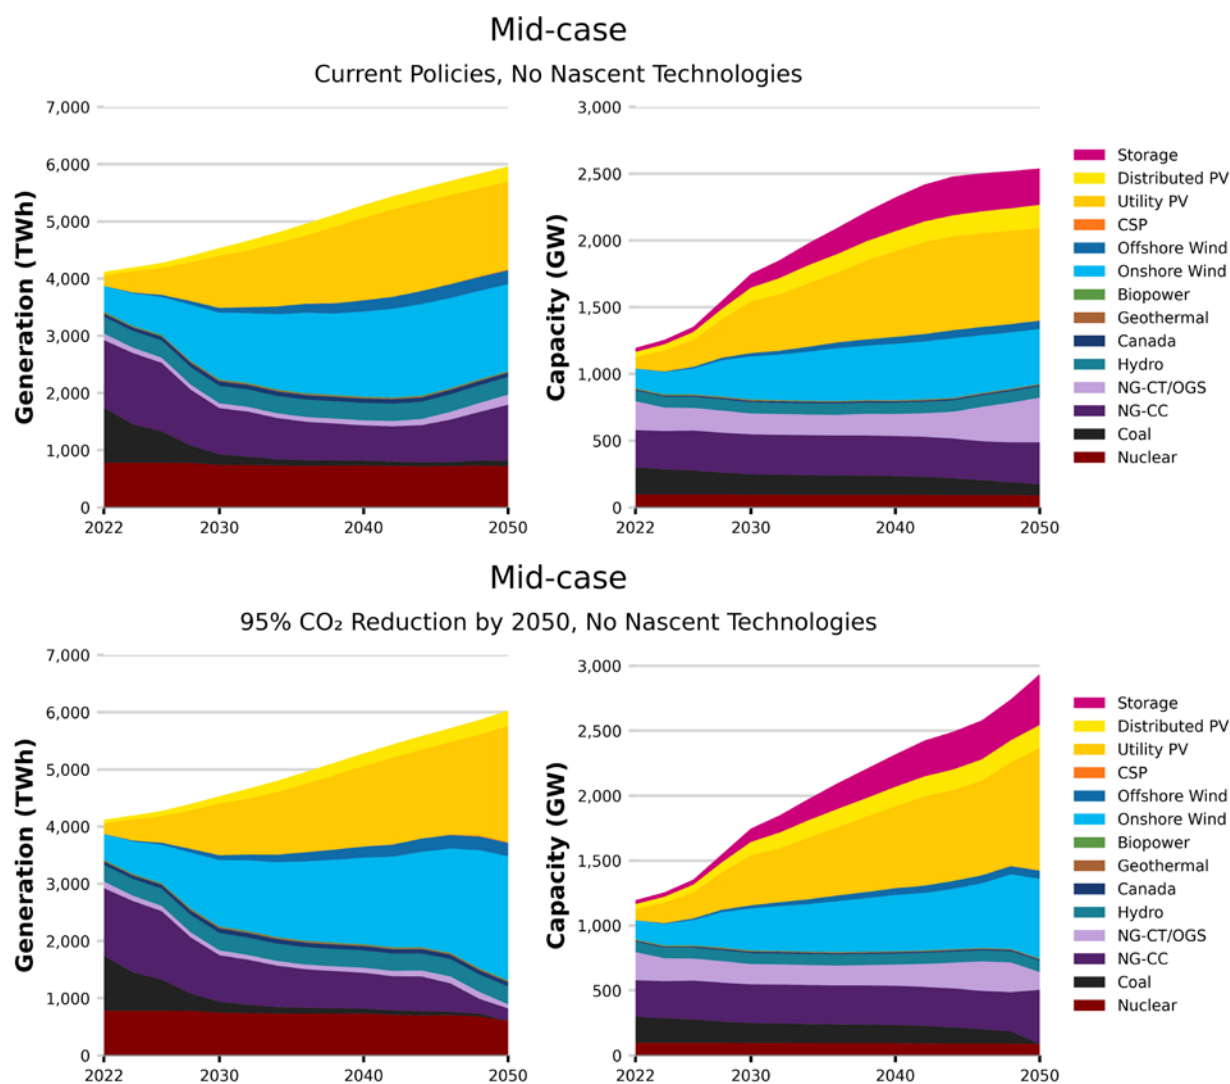 Mid-case
Current Policies, No Nascent Technologies
Generation (TWh)
7,000
6,000
5,000
4,000
3,000
2,000
1,000
0
2022
2030
2040
2050
Capacity (GW)
3,000
2,500
2,000
1,500
1,000
500
0
2022
2030
2040
2050
Storage
Distributed PV
Utility PV
CSP
Offshore Wind
Onshore Wind
Biopower
Geothermal
Canada
Hydro
NG-CT/OGS
NG-CC
Coal
Nuclear
Mid-case
95% CO₂ Reduction by 2050, No Nascent Technologies
Generation (TWh)
7,000
6,000
5,000
4,000
3,000
2,000
1,000
0
2022
2030
2040
2050
Capacity (GW)
3,000
2,500
2,000
1,500
1,000
500
0
2022
2030
2040
2050
Storage
Distributed PV
Utility PV
CSP
Offshore Wind
Onshore Wind
Biopower
Geothermal
Canada
Hydro
NG-CT/OGS
NG-CC
Coal
Nuclear